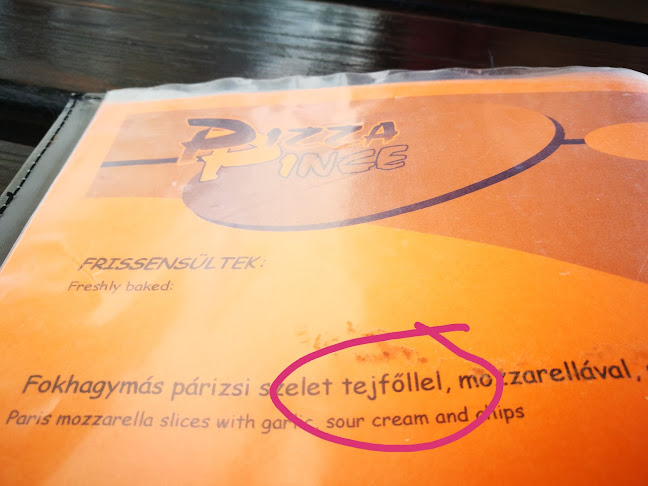 PIZZA
PINCE
FRISSENSÜLTEK:
Freshly baked:
Fokhagymás párizsi szelet tejföllel, mozzarellával,
Paris mozzarella slices with garlic, sour cream and chips